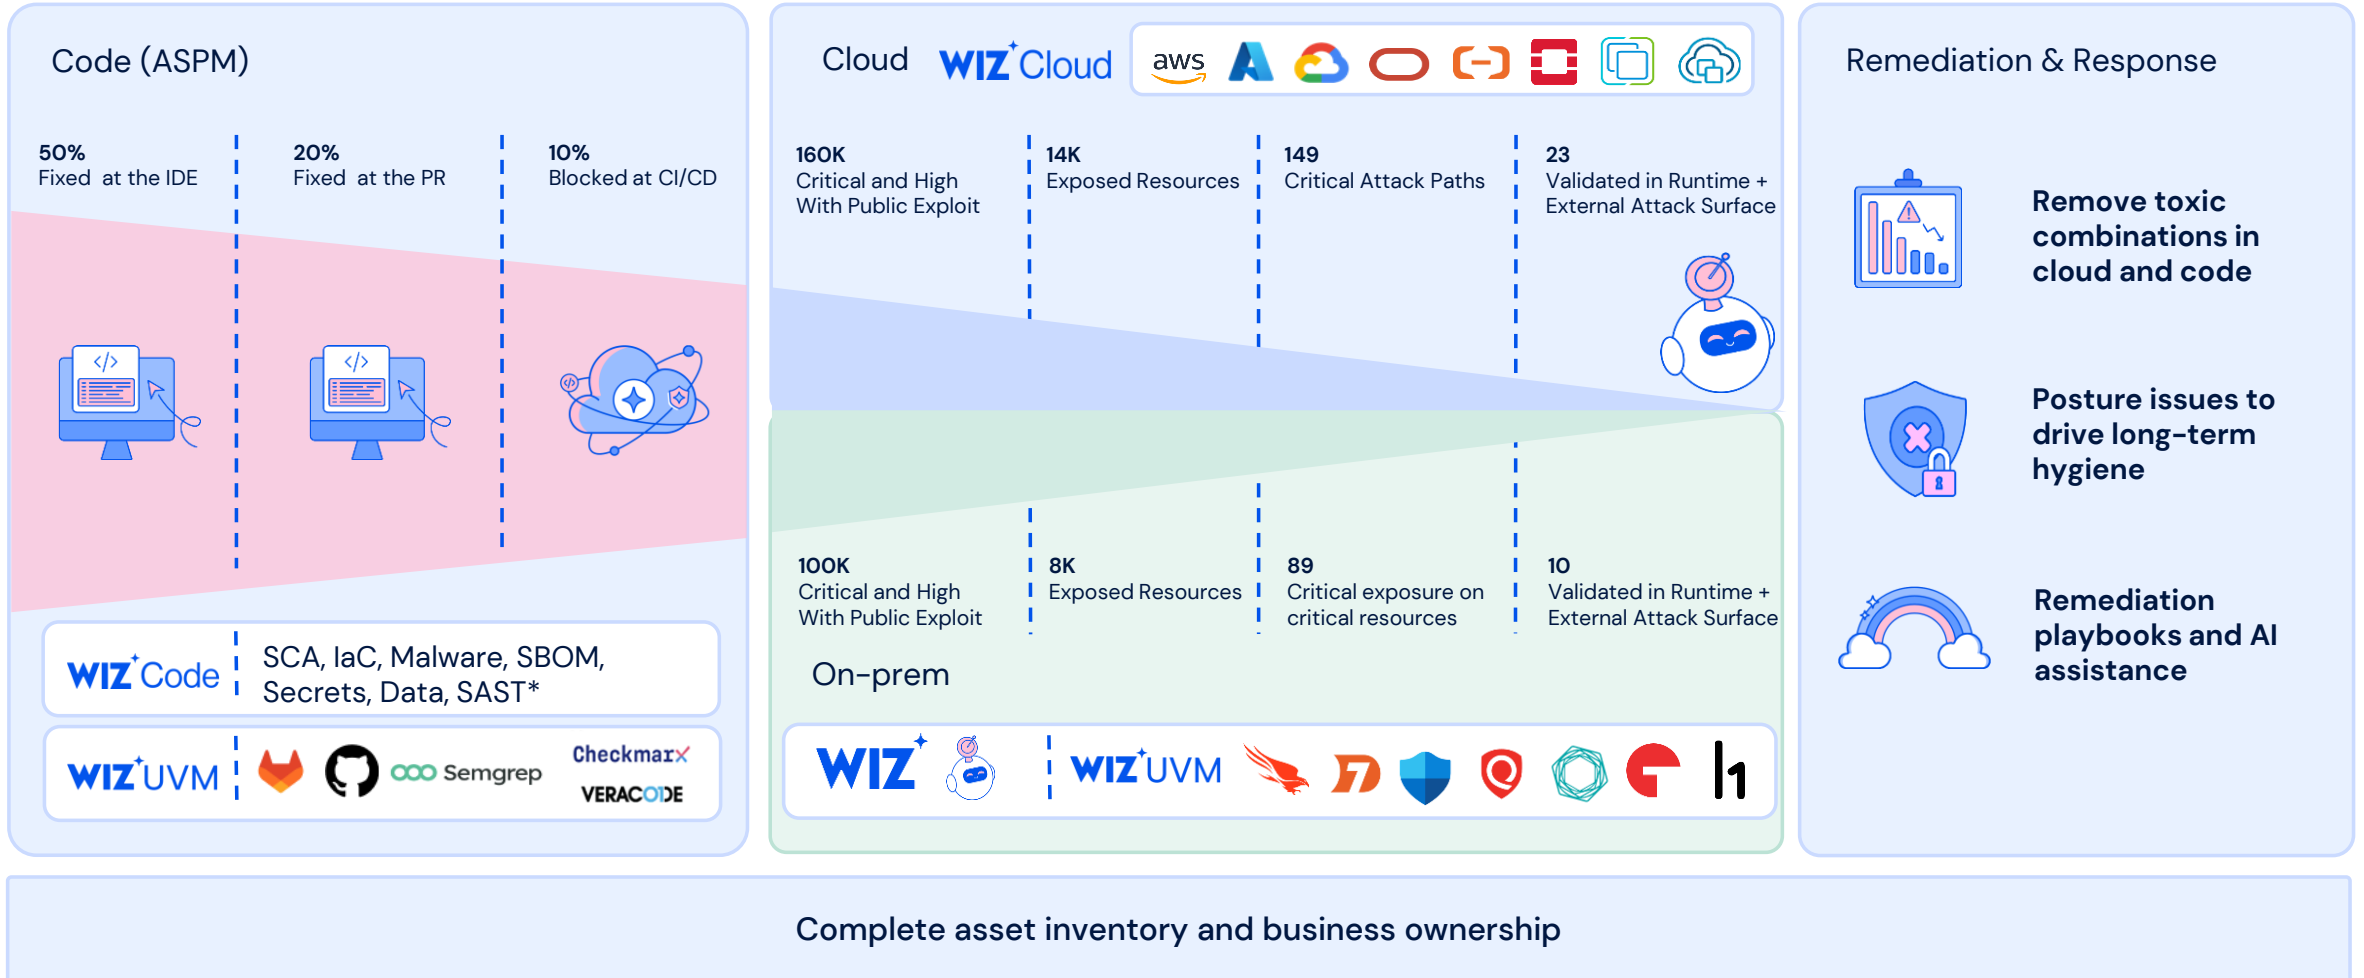 Code (ASPM)
50%
Fixed at the IDE
20%
Fixed at the PR
10%
Blocked at CI/CD
</>
</>
</>
WIZ Code
SCA, IaC, Malware, SBOM,
Secrets, Data, SAST*
WIZ UVM
Semgrep
Checkmarx
VERACODE
Cloud
WIZ Cloud
aws
160K
Critical and High
With Public Exploit
14K
Exposed Resources
149
Critical Attack Paths
23
Validated in Runtime +
External Attack Surface
100K
Critical and High
With Public Exploit
8K
Exposed Resources
89
Critical exposure on
critical resources
10
Validated in Runtime +
External Attack Surface
On-prem
WIZ
WIZ UVM
7
h1
Remediation & Response
Remove toxic
combinations in
cloud and code
Posture issues to
drive long-term
hygiene
Remediation
playbooks and AI
assistance
Complete asset inventory and business ownership